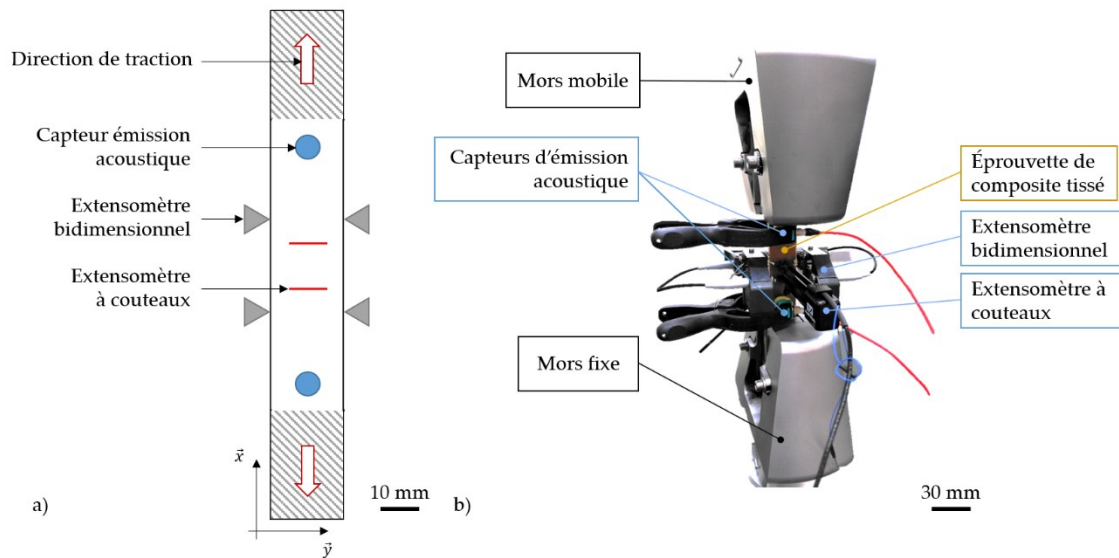 Direction de traction
Capteur émission
acoustique
Extensomètre
bidimensionnel
Extensomètre
à couteaux
x
y
a)
10 mm
Mors mobile
Capteurs d'émission
acoustique
Éprouvette de
composite tissé
Extensomètre
bidimensionnel
Extensomètre à
couteaux
Mors fixe
b)
30 mm